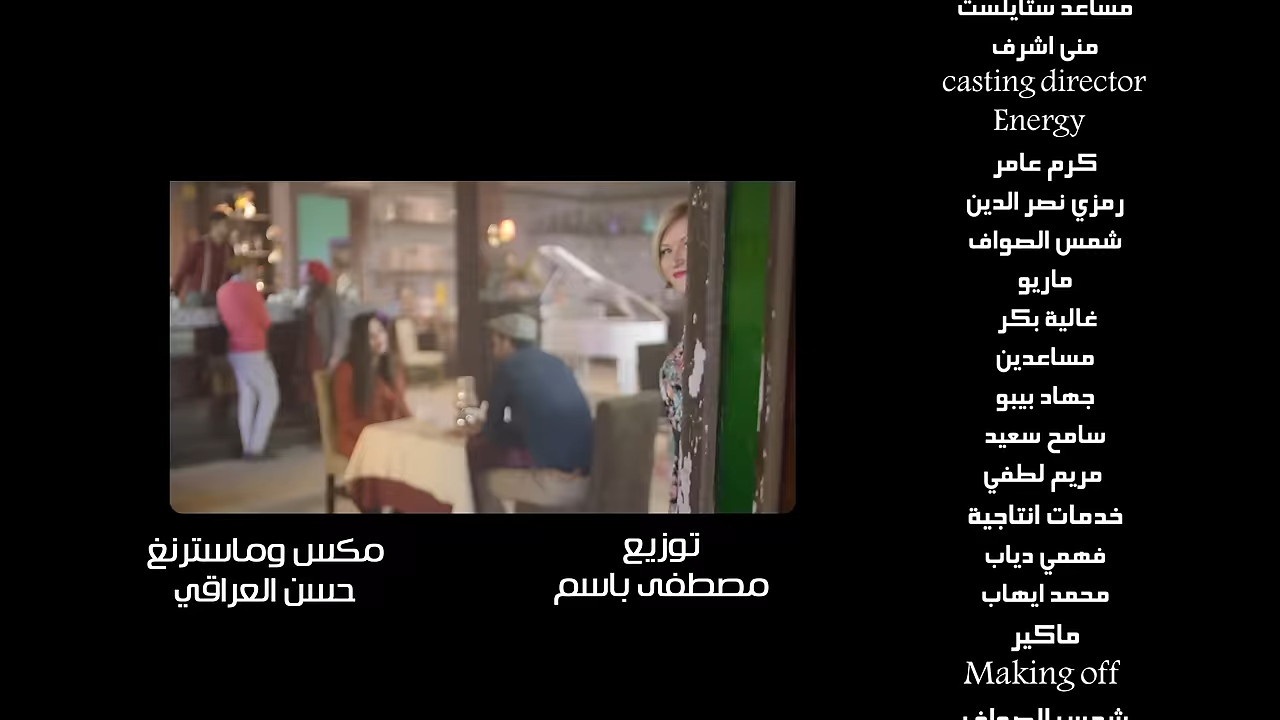 مساعد ستايلست
منى اشرف
casting director
Energy
كرم عامر
رمزي نصر الدين
شمس الصواف
ماريو
غالية بكر
مساعدين
جهاد بيبو
سامح سعيد
مريم لطفي
خدمات انتاجية
فهمي دياب
محمد ايهاب
ماكير
Making off
شمس الصواف
توزيع
مصطفى باسم
مكس وماسترنغ
حسن العراقي